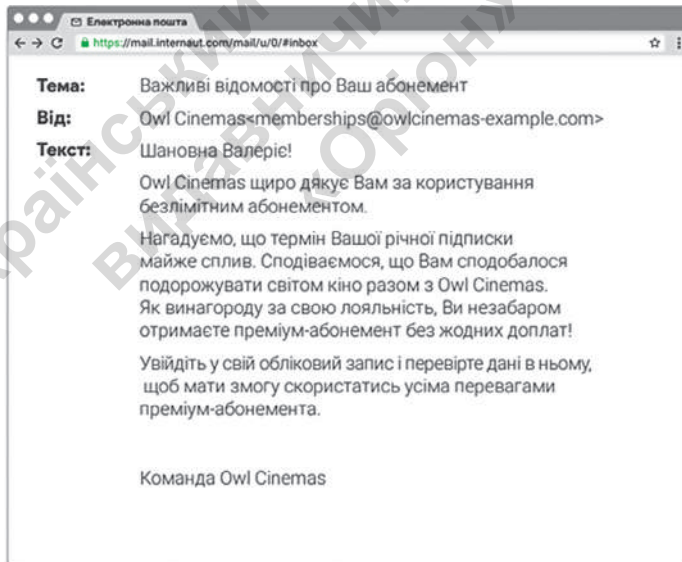 Електронна пошта
https://mail.internaut.com/mail/u/0/#inbox
Тема: Важливі відомості про Ваш абонемент
Від: Owl Cinemas<memberships@owlcinemas-example.com>
Текст: Шановна Валеріє!
Owl Cinemas щиро дякує Вам за користування
безлімітним абонементом.
Нагадуємо, що термін Вашої річної підписки
майже сплив. Сподіваємося, що Вам сподобалося
подорожувати світом кіно разом з Owl Cinemas.
Як винагороду за свою лояльність, Ви незабаром
отримаєте преміум-абонемент без жодних доплат!
Увійдіть у свій обліковий запис і перевірте дані в ньому,
щоб мати змогу скористатись усіма перевагами
преміум-абонемента.
Команда Owl Cinemas
«Оріон»